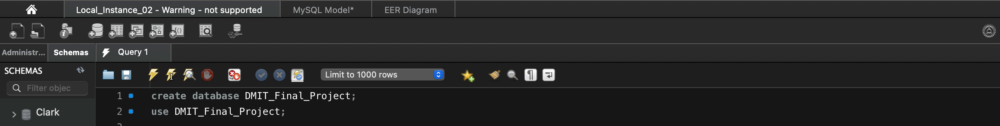 Local_Instance_02 - Warning - not supported
MySQL Model*
EER Diagram
Administr...
Schemas
Query 1
SCHEMAS
Filter objec
Clark
Limit to 1000 rows
1 create database DMIT_Final_Project;
2 use DMIT_Final_Project;